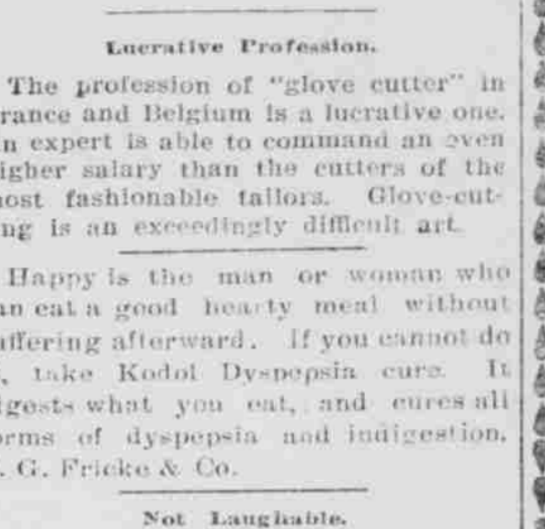 Lucrative Profession.
The profession of "glove cutter" in
rance and Belgium is a lucrative one.
n expert is able to command an even
igher salary than the cutters of the
nost fashionable tailors. Glove-cut-
ng is an exceedingly difficult art.
Happy is the man or woman who
an eat a good hearty meal without
uffering afterward. If you cannot do
, take Kodol Dyspepsia cure. It
igests what you eat, and cures all
orms of dyspepsia and indigestion.
. G. Fricke & Co.
Not Laughable.